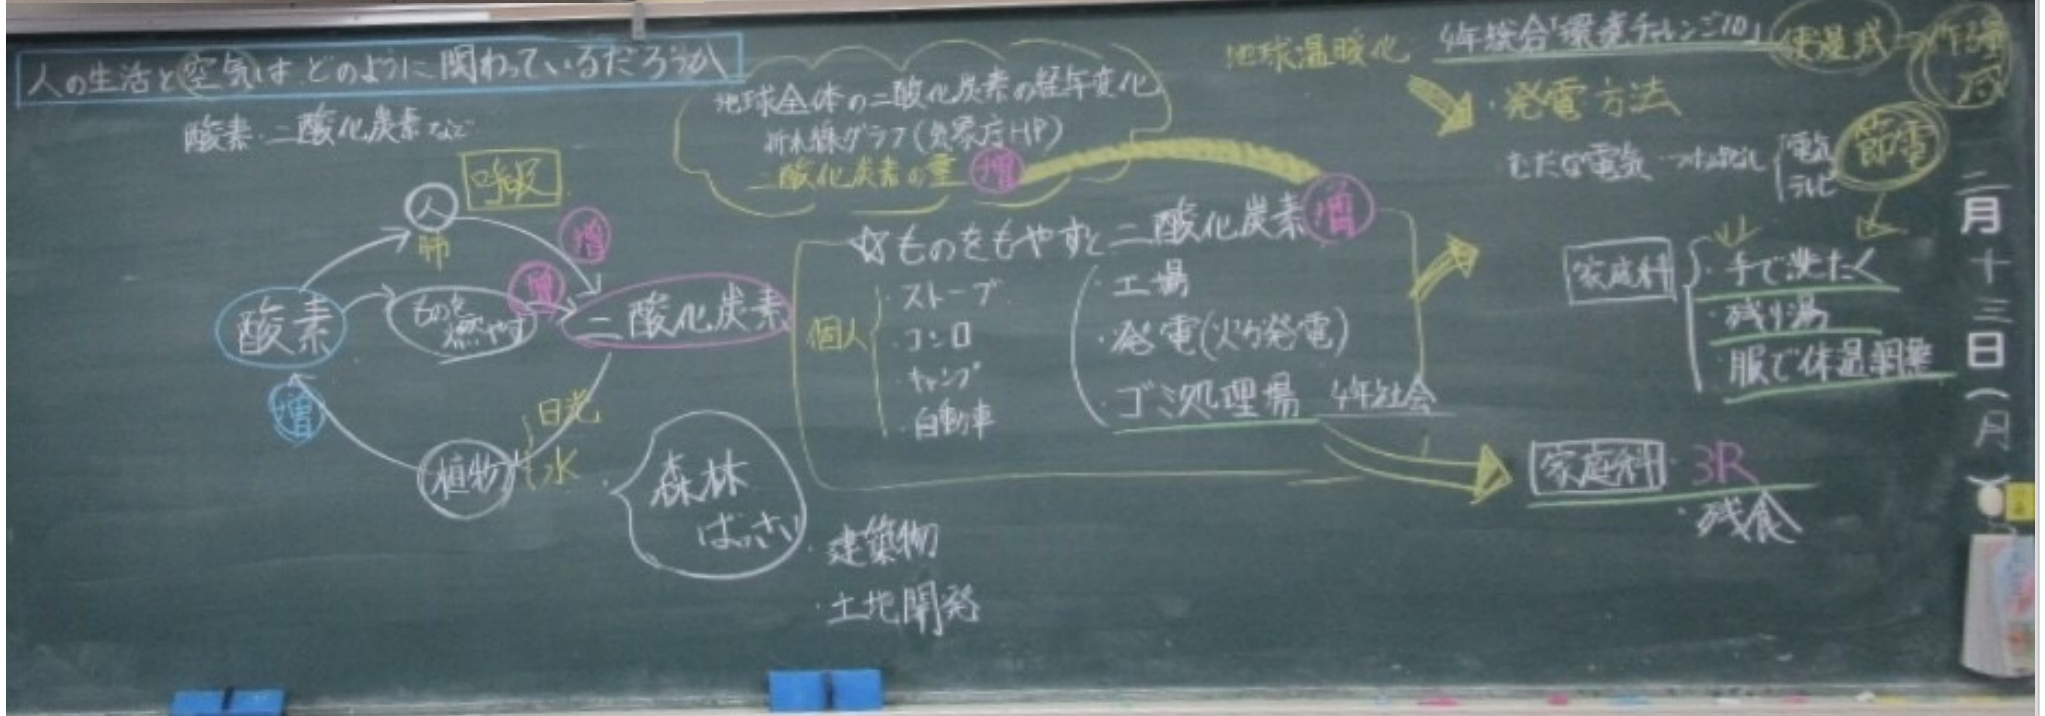 人の生活と空気は、どのように関わっているだろうか
酸素・二酸化炭素など
呼吸
人
肺
増
増
酸素
ものを
燃やす
二酸化炭素
増
日光
水
植物
森林
ばっさい
・建築物
・土地開発
地球全体の二酸化炭素の経年変化
折れ線グラフ(気象庁HP)
二酸化炭素の量 増
☆ものをもやすと二酸化炭素 増
個人
・ストーブ
・コンロ
・キャンプ
・自動車
・工場
・発電(火力発電)
・ゴミ処理場 4年社会
地球温暖化
4年総合「環境チャレンジ10」
使量減
作る量
減
・発電方法
むだな電気 つけっぱなし
電気
テレビ
節電
家庭科
・手で洗たく
・残り湯
・服で体温調整
家庭科 3R
・残食
二月十三日(月)